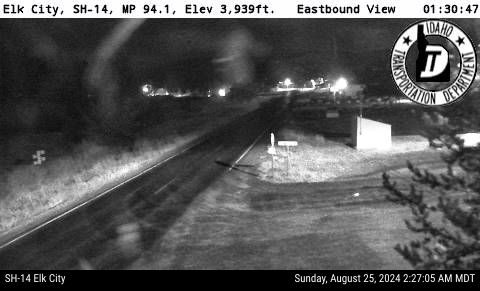 Elk City, SH-14, MP 94.1, Elev 3,939ft. Eastbound View 01:30:47
IDAHO
TRANSPORTATION DEPARTMENT
SH-14 Elk City Sunday, August 25, 2024 2:27:05 AM MDT